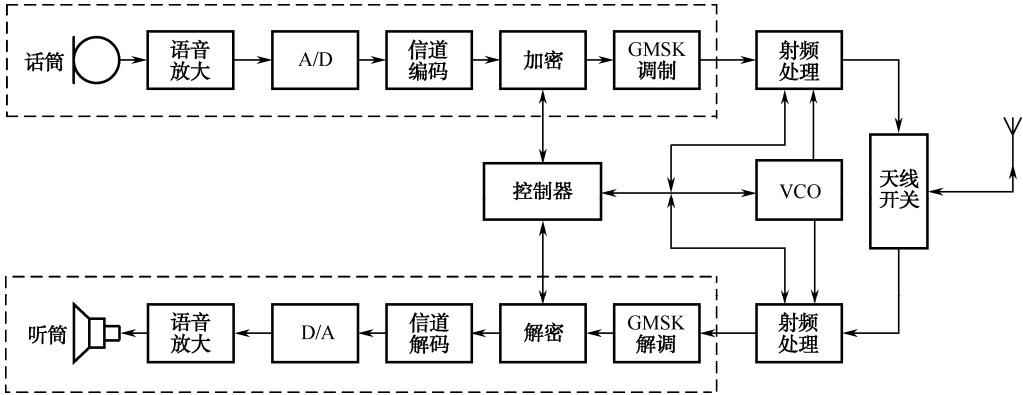 话筒
语音
放大
A/D
信道
编码
加密
GMSK
调制
射频
处理
控制器
VCO
天线
开关
听筒
语音
放大
D/A
信道
解码
解密
GMSK
解调
射频
处理